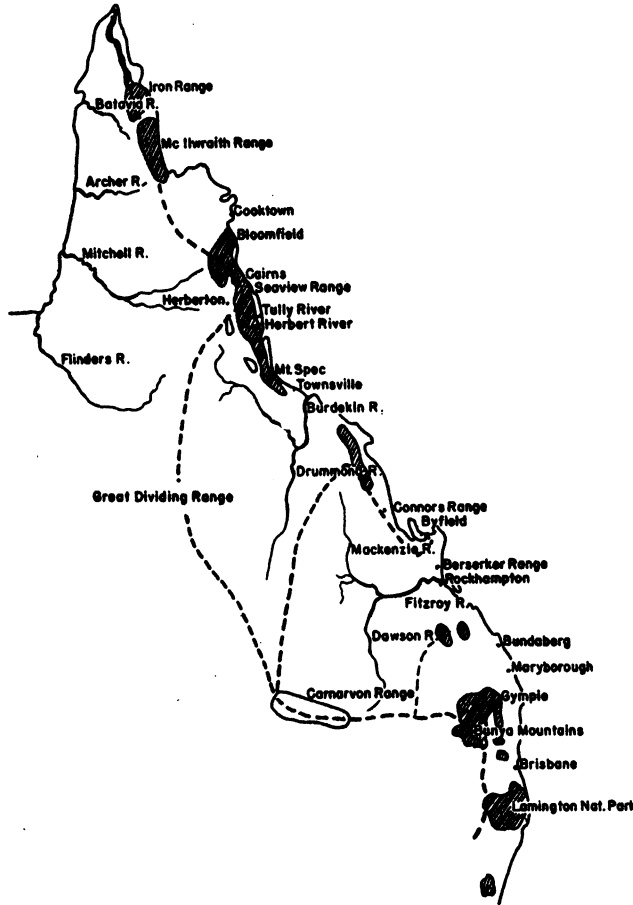 Iron Range
Batavia R.
Mc Ilwraith Range
Archer R.
Cooktown
Bloomfield
Mitchell R.
Cairns
Seaview Range
Herberton.
Tully River
Herbert River
Flinders R.
Mt. Spec
Townsville
Burdekin R.
Drummond R.
Great Dividing Range
Connors Range
Byfield
Mackenzie R.
Berserker Range
Rockhampton
Fitzroy R.
Dawson R.
Bundaberg
Maryborough
Carnarvon Range
Gympie
Bunya Mountains
Brisbane
Lamington Nat. Park